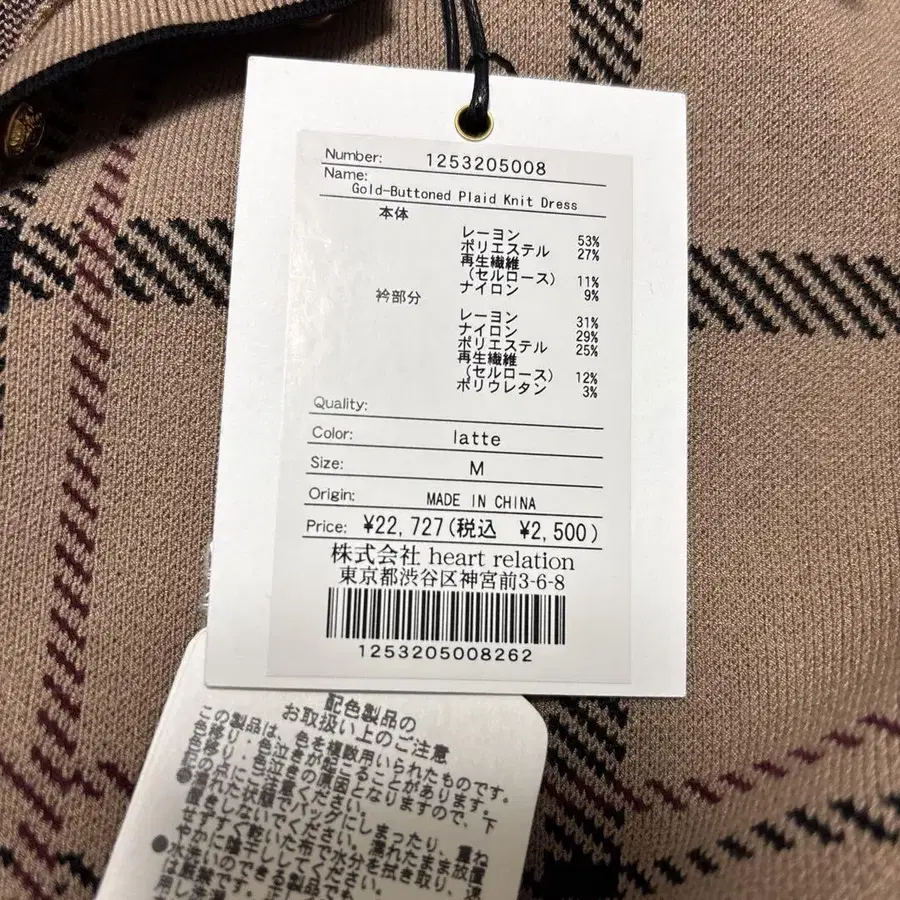 Number: 1253205008
Name:
Gold-Buttoned Plaid Knit Dress
本体
レーヨン 53%
ポリエステル 27%
再生繊維
(セルロース) 11%
ナイロン 9%
衿部分
レーヨン 31%
ナイロン 29%
ポリエステル 25%
再生繊維
(セルロース) 12%
ポリウレタン 3%
Quality:
Color: latte
Size: M
Origin: MADE IN CHINA
Price: ¥22,727(税込 ¥2,500)
株式会社 heart relation
東京都渋谷区神宮前3-6-8
1253205008262
配色製品の
お取扱い上のご注意
この製品は、色を複数用いられたものです。